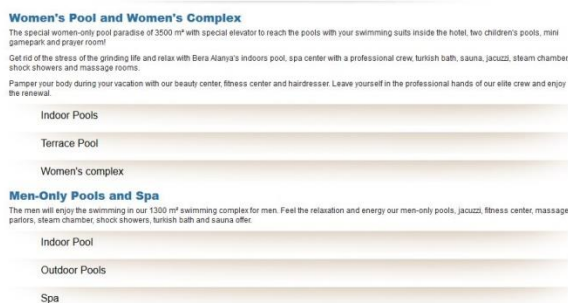 Women's Pool and Women's Complex
The special women-only pool paradise of 3500 m² with special elevator to reach the pools with your swimming suits inside the hotel, two children's pools, mini
gamepark and prayer room!
Get rid of the stress of the grinding life and relax with Bera Alanya's indoors pool, spa center with a professional crew, turkish bath, sauna, jacuzzi, steam chamber,
shock showers and massage rooms.
Pamper your body during your vacation with our beauty center, fitness center and hairdresser. Leave yourself in the professional hands of our elite crew and enjoy
the renewal.
Indoor Pools
Terrace Pool
Women's complex
Men-Only Pools and Spa
The men will enjoy the swimming in our 1300 m² swimming complex for men. Feel the relaxation and energy our men-only pools, jacuzzi, fitness center, massage
parlors, steam chamber, shock showers, turkish bath and sauna offer.
Indoor Pool
Outdoor Pools
Spa